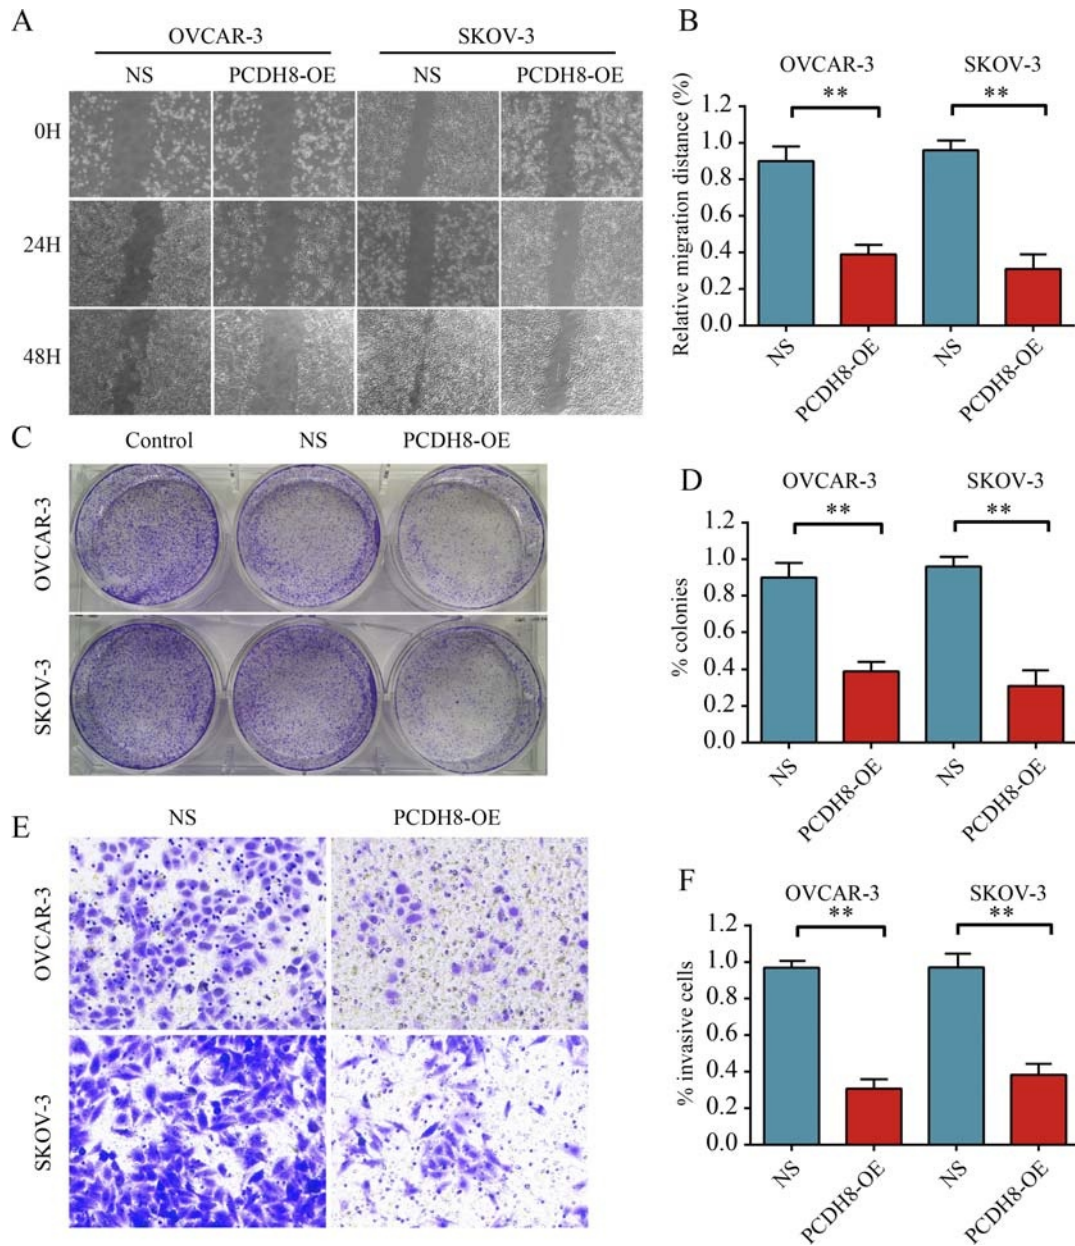 A
OVCAR-3 SKOV-3
NS PCDH8-OE NS PCDH8-OE
0H
24H
48H
B
OVCAR-3 SKOV-3
** **
Relative migration distance (%)
1.2
1.0
0.8
0.6
0.4
0.2
0.0
NS
PCDH8-OE
NS
PCDH8-OE
C
Control NS PCDH8-OE
OVCAR-3
SKOV-3
D
OVCAR-3 SKOV-3
** **
% colonies
1.2
1.0
0.8
0.6
0.4
0.2
0.0
NS
PCDH8-OE
NS
PCDH8-OE
E
NS PCDH8-OE
OVCAR-3
SKOV-3
F
OVCAR-3 SKOV-3
** **
% invasive cells
1.2
1.0
0.8
0.6
0.4
0.2
0.0
NS
PCDH8-OE
NS
PCDH8-OE